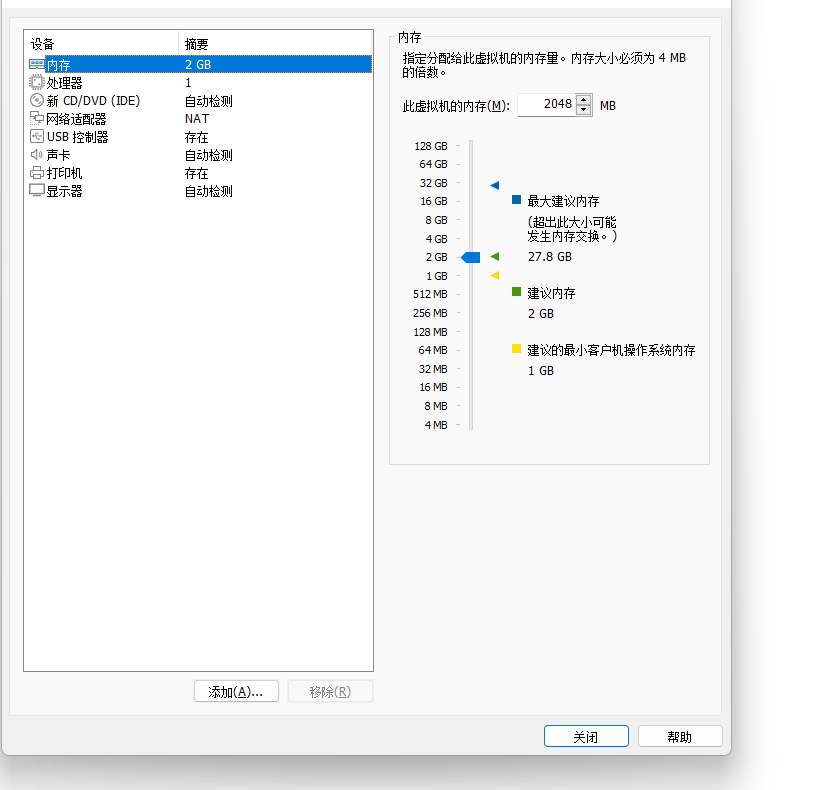 设备 摘要
内存 2 GB
处理器 1
新 CD/DVD (IDE) 自动检测
网络适配器 NAT
USB 控制器 存在
声卡 自动检测
打印机 存在
显示器 自动检测
添加(A)... 移除(R)
内存
指定分配给此虚拟机的内存量。内存大小必须为 4 MB
的倍数。
此虚拟机的内存(M): 2048 MB
128 GB
64 GB
32 GB
16 GB
8 GB
4 GB
2 GB
1 GB
512 MB
256 MB
128 MB
64 MB
32 MB
16 MB
8 MB
4 MB
最大建议内存
(超出此大小可能
发生内存交换。)
27.8 GB
建议内存
2 GB
建议的最小客户机操作系统内存
1 GB
关闭 帮助